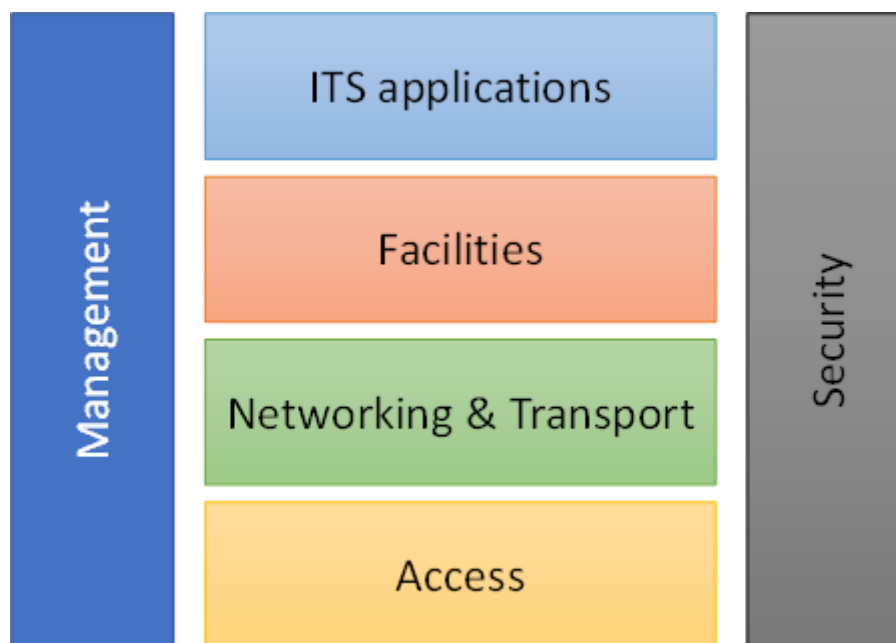 Management
ITS applications
Facilities
Networking & Transport
Access
Security